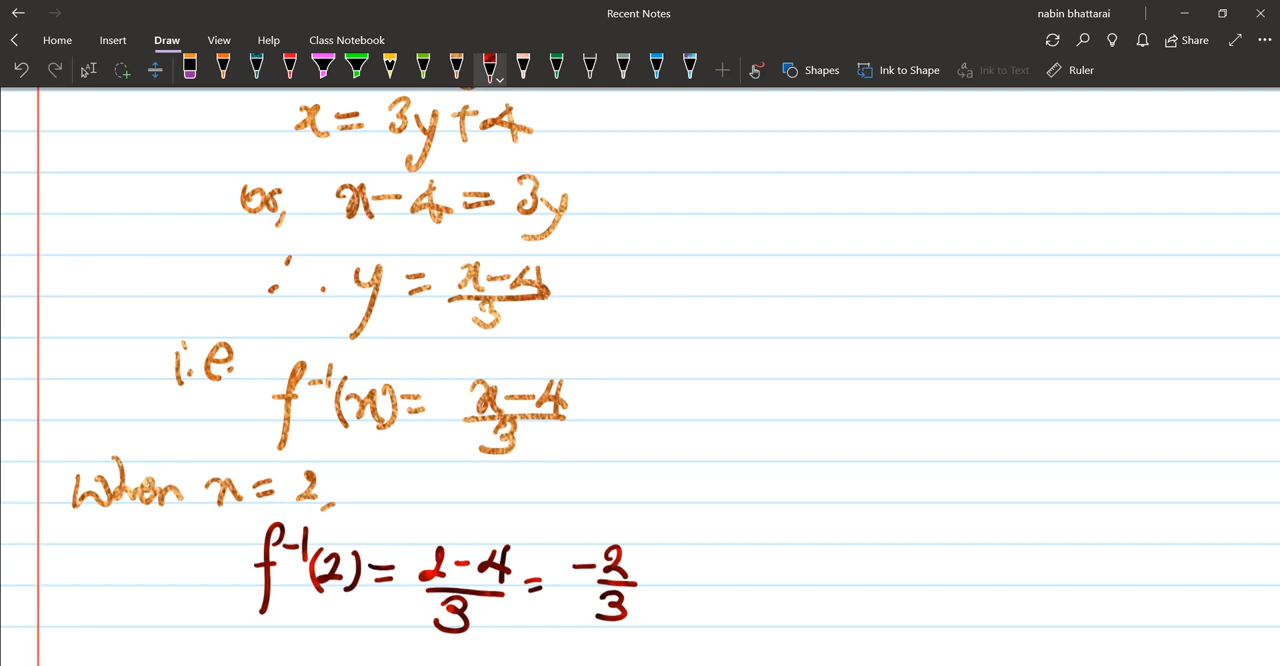 Recent Notes
nabin bhattarai
Home Insert Draw View Help Class Notebook
Share
Shapes Ink to Shape Ink to Text Ruler
x = 3y + 4
or, x - 4 = 3y
∴ y = (x - 4)/3
i.e.
f⁻¹(x) = (x - 4)/3
when x = 2,
f⁻¹(2) = (2 - 4)/3 = -2/3